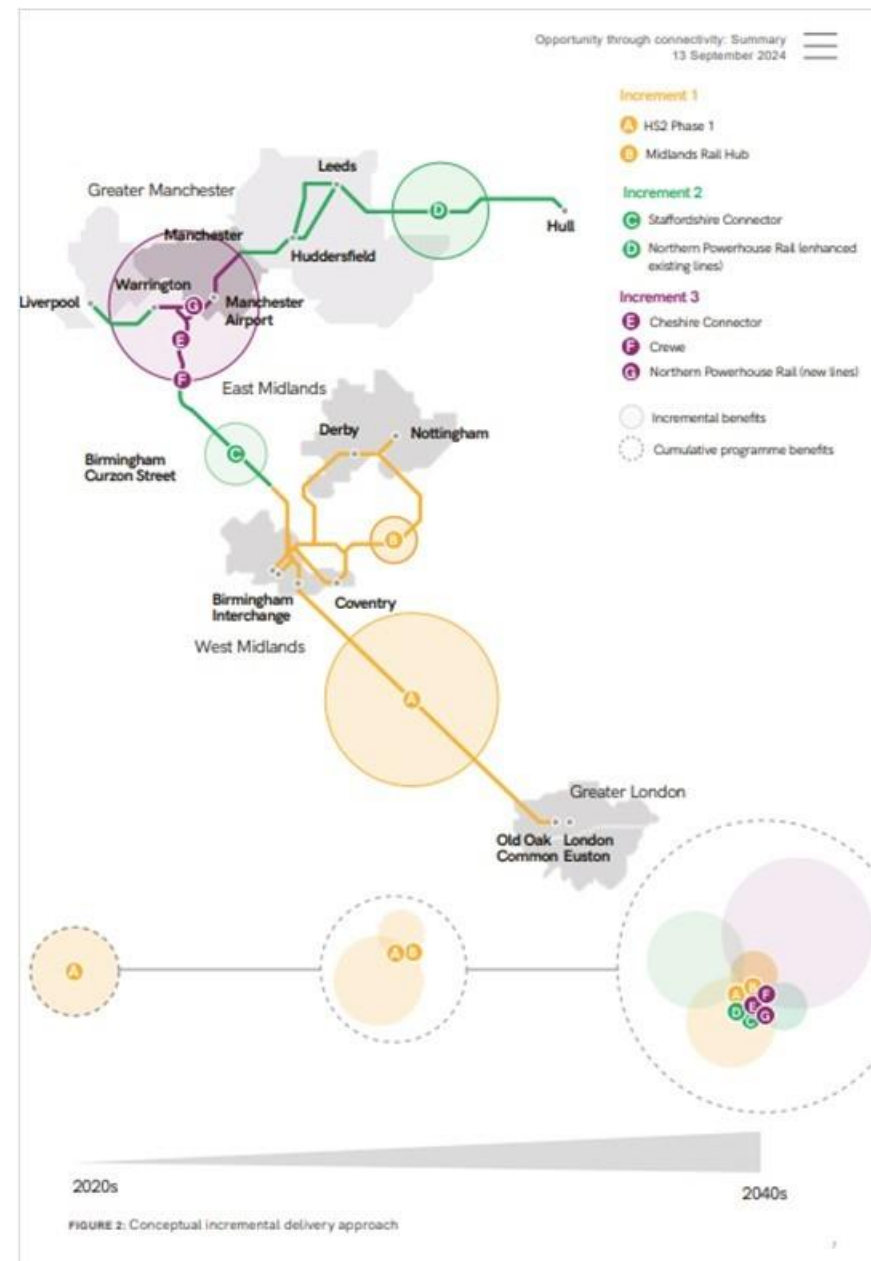 Opportunity through connectivity: Summary
13 September 2024
Increment 1
A HS2 Phase 1
B Midlands Rail Hub
Increment 2
C Staffordshire Connector
D Northern Powerhouse Rail (enhanced
existing lines)
Increment 3
E Cheshire Connector
F Crewe
G Northern Powerhouse Rail (new lines)
Incremental benefits
Cumulative programme benefits
Leeds
Greater Manchester
D
Hull
Manchester
Huddersfield
Warrington
Liverpool
G
Manchester
Airport
E
F
East Midlands
Derby
Nottingham
C
Birmingham
Curzon Street
B
Birmingham
Interchange
Coventry
West Midlands
A
Greater London
Old Oak
Common
London
Euston
A
A B
A B F
E
D C G
2020s
2040s
FIGURE 2: Conceptual incremental delivery approach
7